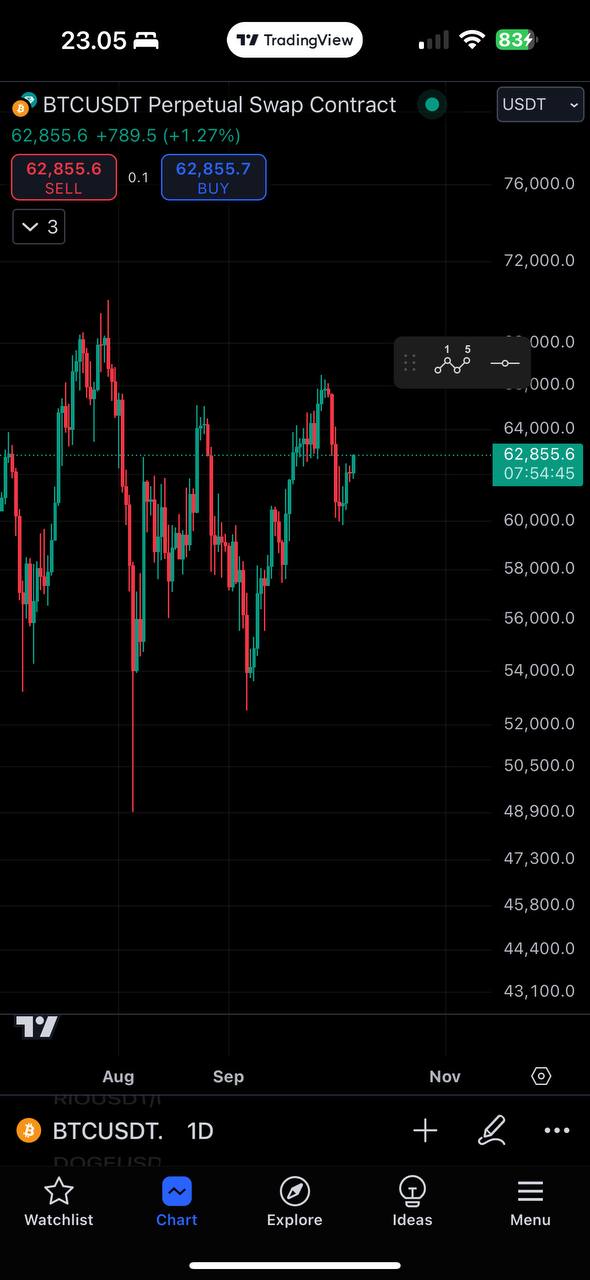 23.05
TradingView
83
BTCUSDT Perpetual Swap Contract
USDT
62,855.6 +789.5 (+1.27%)
62,855.6
SELL
0.1
62,855.7
BUY
3
76,000.0
72,000.0
1 5
64,000.0
62,855.6
07:54:45
60,000.0
58,000.0
56,000.0
54,000.0
52,000.0
50,500.0
48,900.0
47,300.0
45,800.0
44,400.0
43,100.0
Aug Sep Nov
BTCUSDT. 1D
Watchlist Chart Explore Ideas Menu